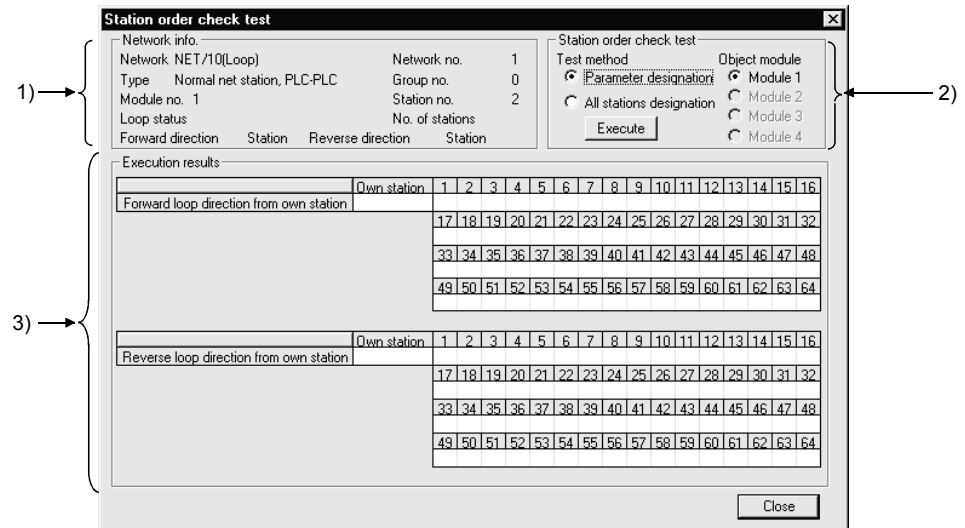 Station order check test
Network info.
Network NET/10(Loop) Network no. 1
Type Normal net station, PLC-PLC Group no. 0
Module no. 1 Station no. 2
Loop status No. of stations
Forward direction Station Reverse direction Station
Station order check test
Test method Object module
Parameter designation Module 1
All stations designation Module 2
Module 3
Execute Module 4
1)
2)
Execution results
Own station 1 2 3 4 5 6 7 8 9 10 11 12 13 14 15 16
Forward loop direction from own station
17 18 19 20 21 22 23 24 25 26 27 28 29 30 31 32
33 34 35 36 37 38 39 40 41 42 43 44 45 46 47 48
49 50 51 52 53 54 55 56 57 58 59 60 61 62 63 64
3)
Own station 1 2 3 4 5 6 7 8 9 10 11 12 13 14 15 16
Reverse loop direction from own station
17 18 19 20 21 22 23 24 25 26 27 28 29 30 31 32
33 34 35 36 37 38 39 40 41 42 43 44 45 46 47 48
49 50 51 52 53 54 55 56 57 58 59 60 61 62 63 64
Close